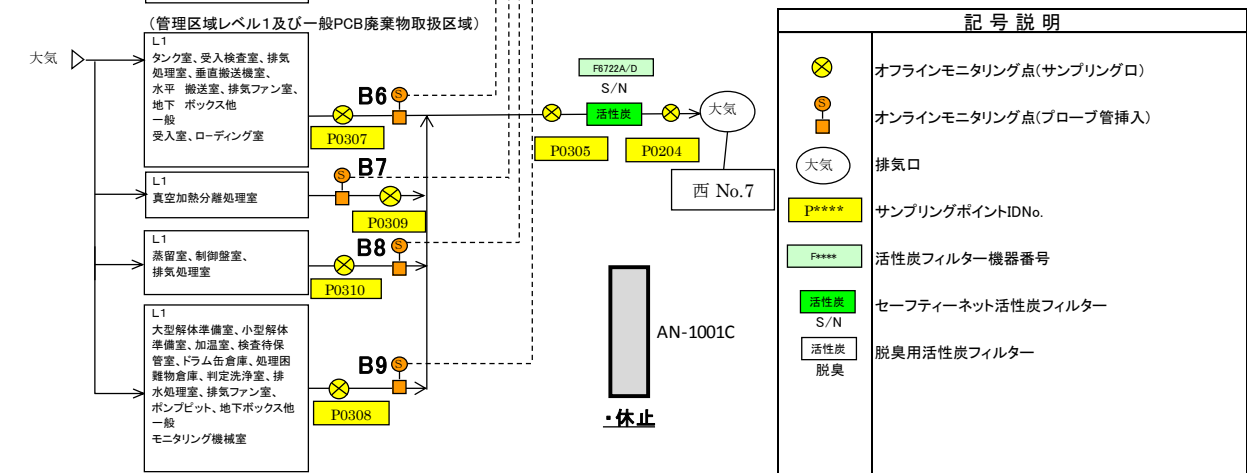 (管理区域レベル1及び一般PCB廃棄物取扱区域)
大気
L1
タンク室、受入検査室、排気
処理室、垂直搬送機室、
水平 搬送室、排気ファン室、
地下 ボックス他
一般
受入室、ローディング室
B6
S
P0307
F6722A/D
S/N
活性炭
P0305
P0204
大気
西 No.7
L1
真空加熱分離処理室
B7
S
P0309
L1
蒸留室、制御盤室、
排気処理室
B8
S
P0310
L1
大型解体準備室、小型解体
準備室、加温室、検査待保
管室、ドラム缶倉庫、処理困
難物倉庫、判定洗浄室、排
水処理室、排気ファン室、
ポンプピット、地下ボックス他
一般
モニタリング機械室
B9
S
P0308
AN-1001C
・休止
記号説明
オフラインモニタリング点(サンプリング口)
S
オンラインモニタリング点(プローブ管挿入)
大気
排気口
P****
サンプリングポイントIDNo.
F****
活性炭フィルター機器番号
活性炭
S/N
セーフティーネット活性炭フィルター
活性炭
脱臭
脱臭用活性炭フィルター